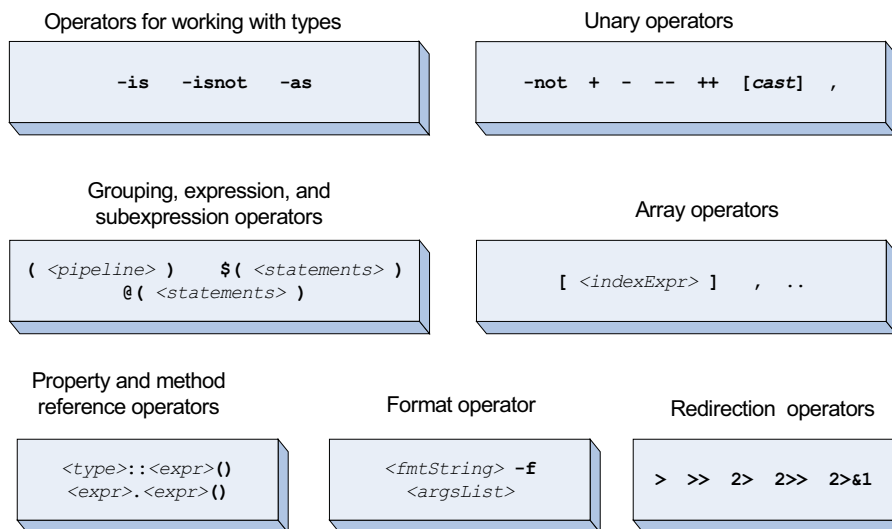 Operators for working with types
Unary operators
-is -isnot -as
-not + - -- ++ [cast] ,
Grouping, expression, and
subexpression operators
Array operators
( <pipeline> ) $( <statements> )
@( <statements> )
[ <indexExpr> ] , ..
Property and method
reference operators
Format operator
Redirection operators
<type>::<expr>()
<expr>.<expr>()
<fmtString> -f
<argsList>
> >> 2> 2>> 2>&1